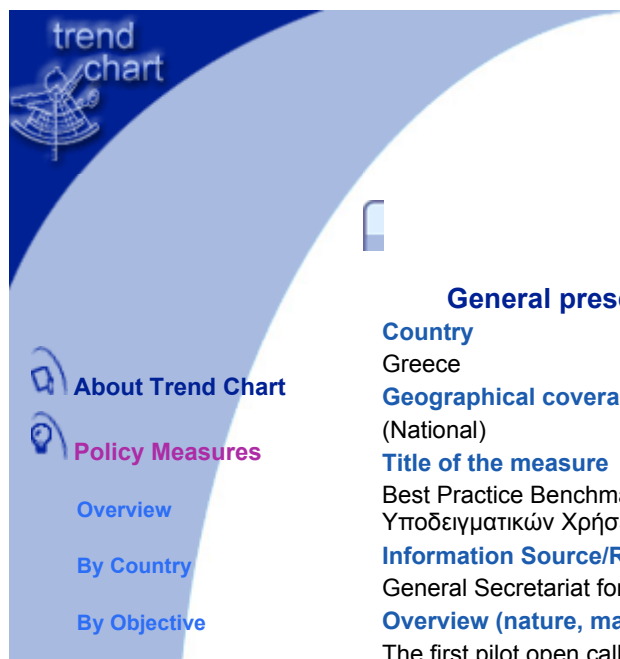 trend
chart
General prese
Country
Greece
Geographical covera
(National)
Title of the measure
Best Practice Benchma
Υποδειγματικών Χρήσ
Information Source/R
General Secretariat for
Overview (nature, ma
The first pilot open call
About Trend Chart
Policy Measures
Overview
By Country
By Objective